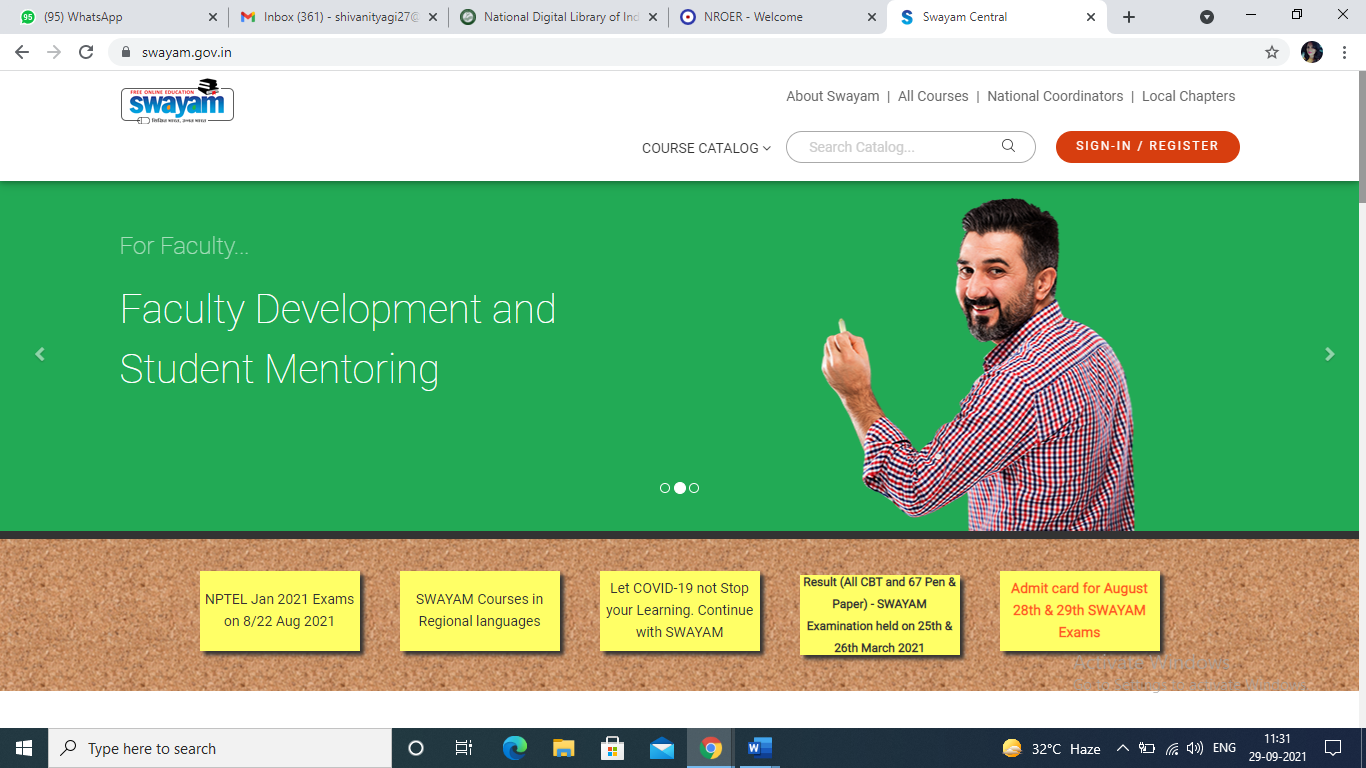 95
(95) WhatsApp
Inbox (361) - shivanityagi27@
National Digital Library of Ind
NROER - Welcome
Swayam Central
swayam.gov.in
FREE ONLINE EDUCATION
swayam
शिक्षित भारत, उन्नत भारत
About Swayam | All Courses | National Coordinators | Local Chapters
COURSE CATALOG
Search Catalog...
SIGN-IN / REGISTER
For Faculty...
Faculty Development and
Student Mentoring
NPTEL Jan 2021 Exams
on 8/22 Aug 2021
SWAYAM Courses in
Regional languages
Let COVID-19 not Stop
your Learning. Continue
with SWAYAM
Result (All CBT and 67 Pen &
Paper) - SWAYAM
Examination held on 25th &
26th March 2021
Admit card for August
28th & 29th SWAYAM
Exams
Activate Windows
Type here to search
32°C Haze
ENG
11:31
29-09-2021